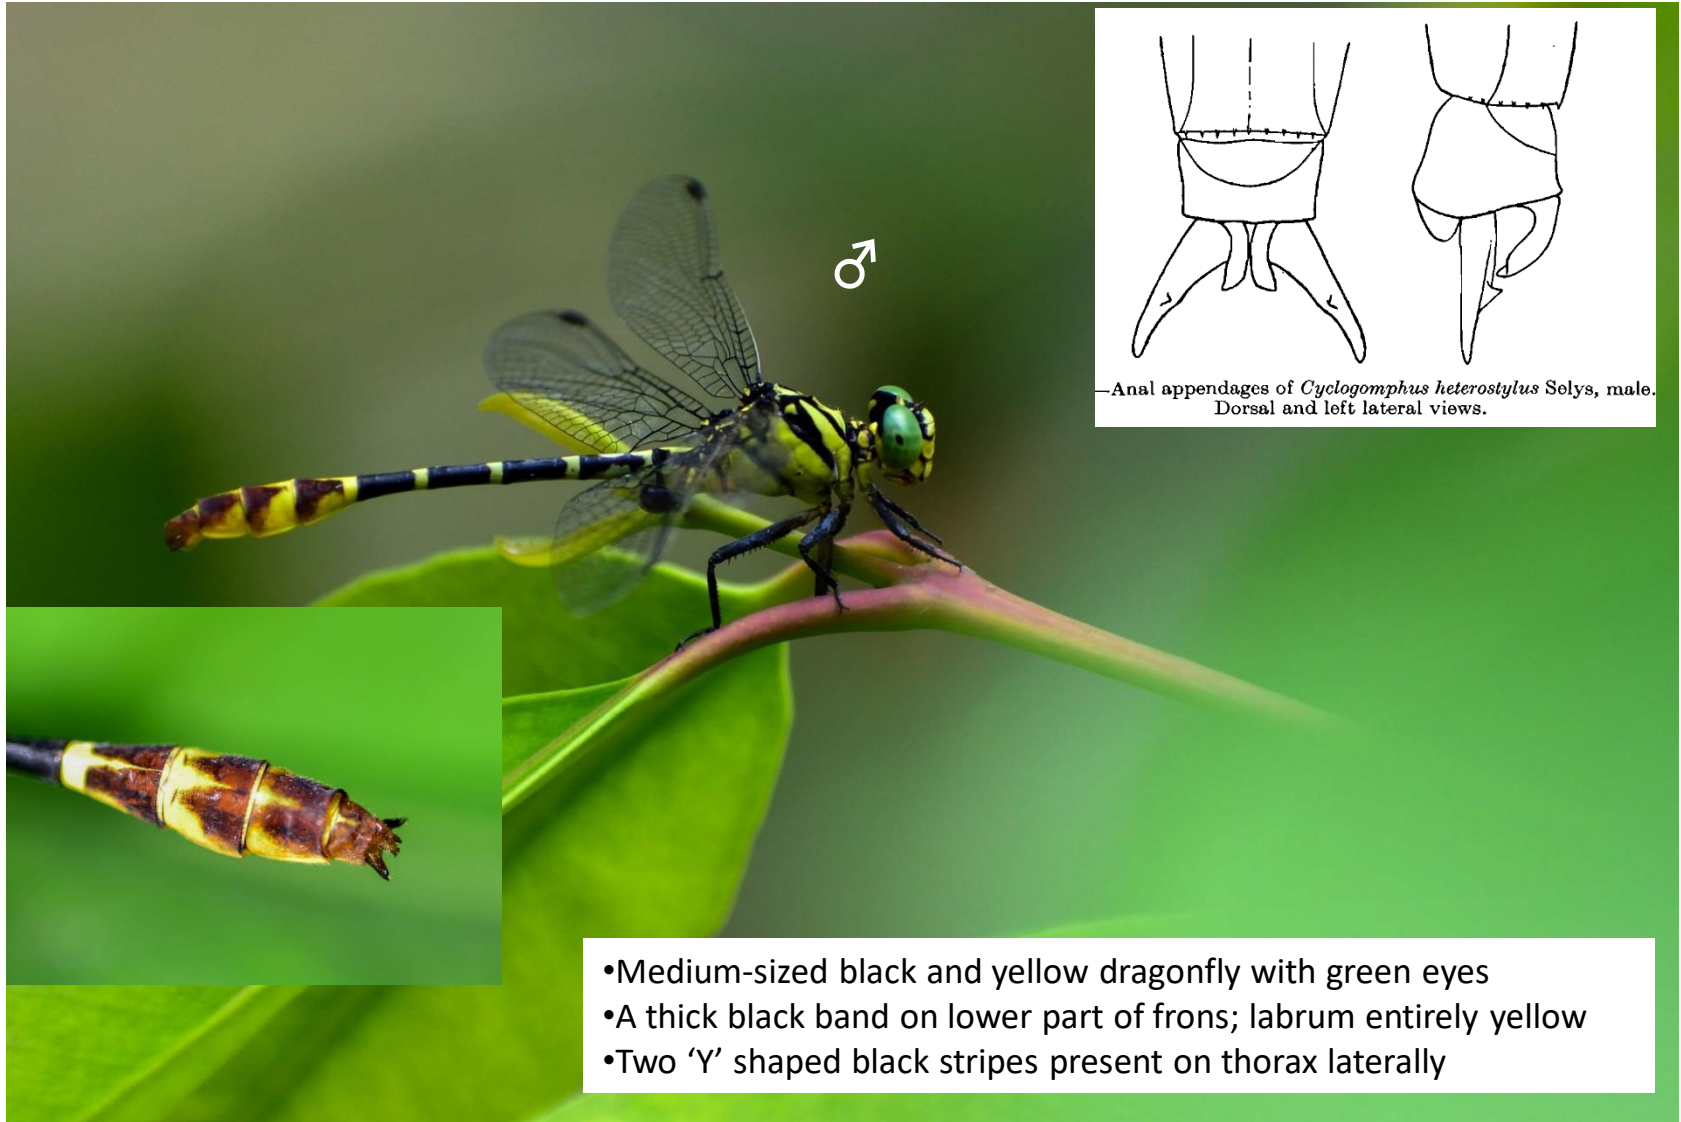 ♂
—Anal appendages of Cyclogomphus heterostylus Selys, male.
Dorsal and left lateral views.
•Medium-sized black and yellow dragonfly with green eyes
•A thick black band on lower part of frons; labrum entirely yellow
•Two ‘Y’ shaped black stripes present on thorax laterally